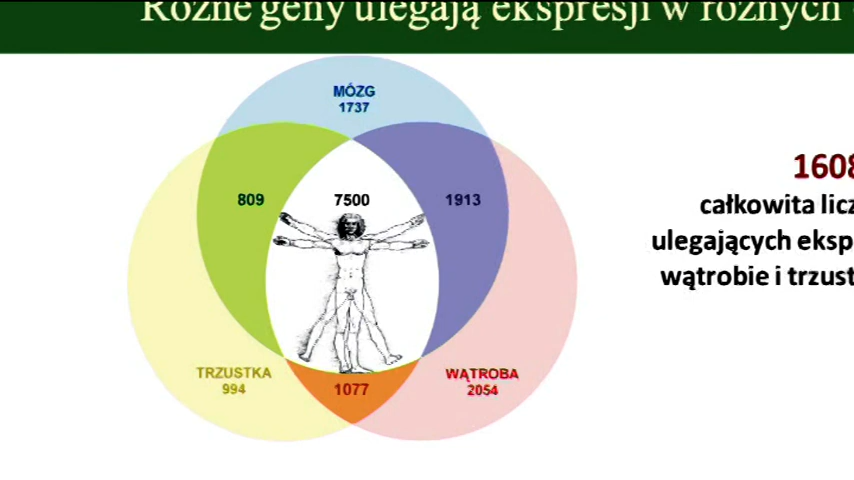 Różne geny ulegają ekspresji w różnych
MÓZG
1737
809
7500
1913
TRZUSTKA
994
1077
WĄTROBA
2054
1608
całkowita licz
ulegających eksp
wątrobie i trzust